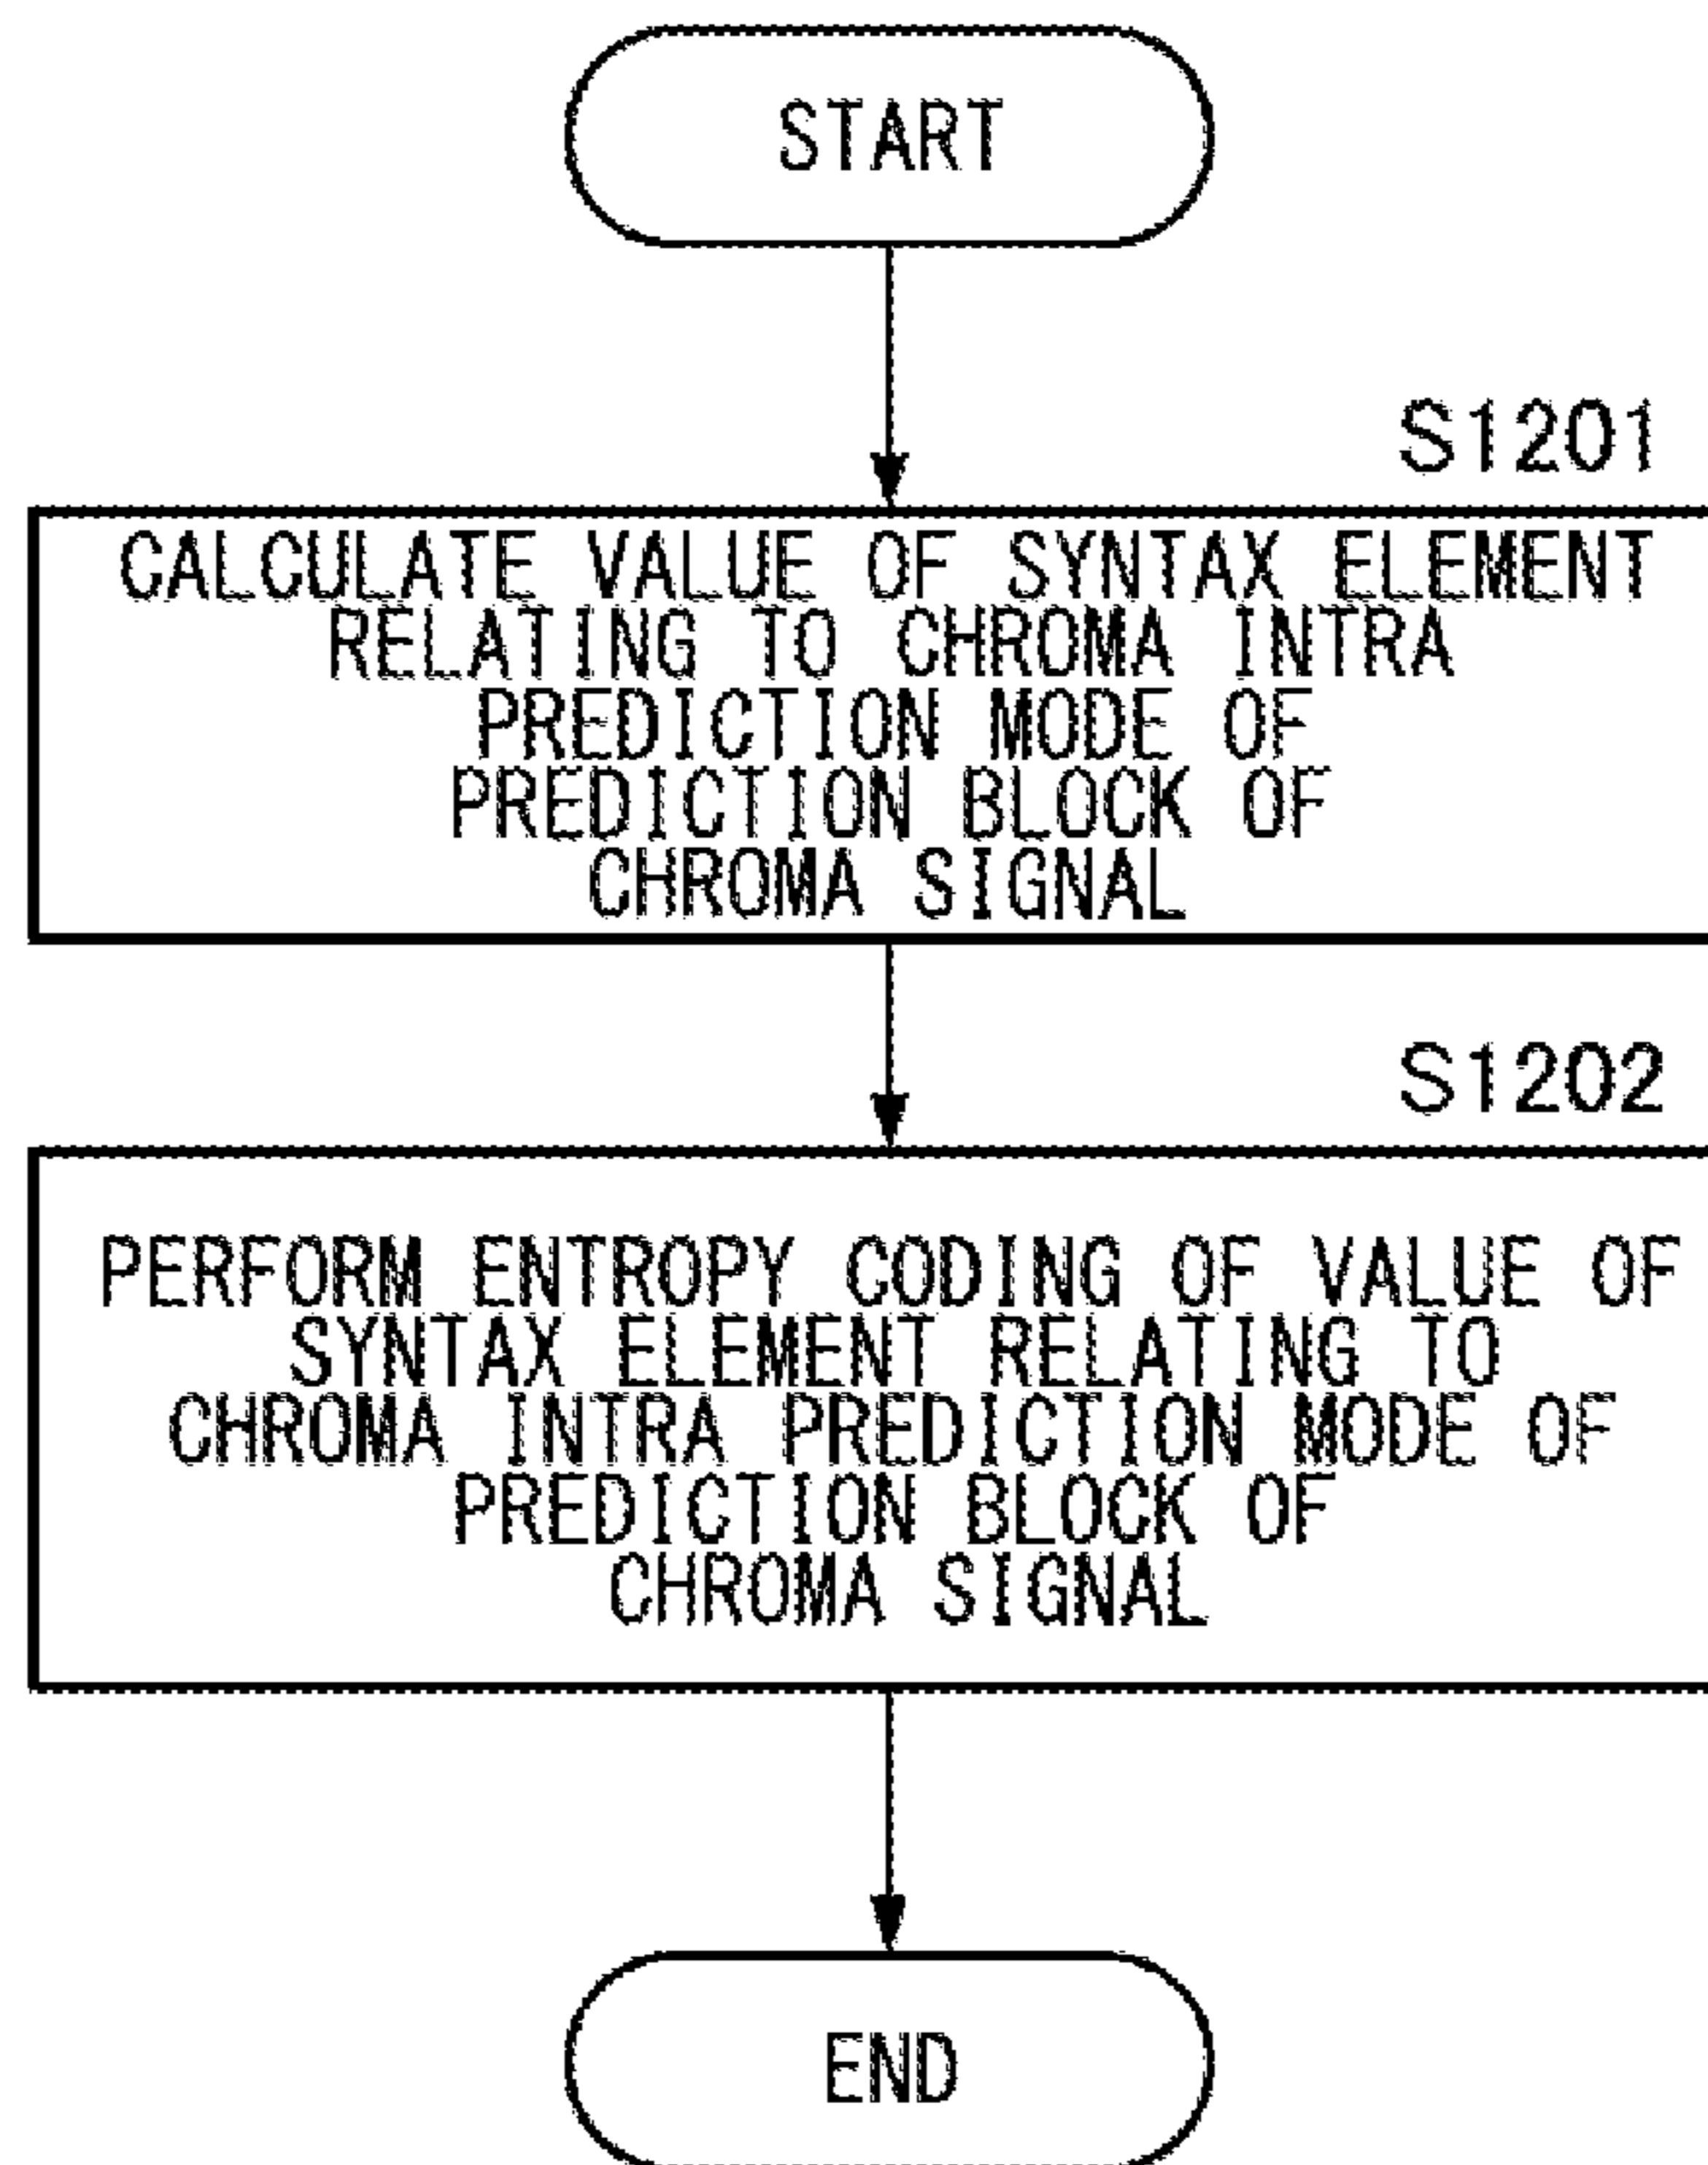 START
S1201
CALCULATE VALUE OF SYNTAX ELEMENT
RELATING TO CHROMA INTRA
PREDICTION MODE OF
PREDICTION BLOCK OF
CHROMA SIGNAL
S1202
PERFORM ENTROPY CODING OF VALUE OF
SYNTAX ELEMENT RELATING TO
CHROMA INTRA PREDICTION MODE OF
PREDICTION BLOCK OF
CHROMA SIGNAL
END